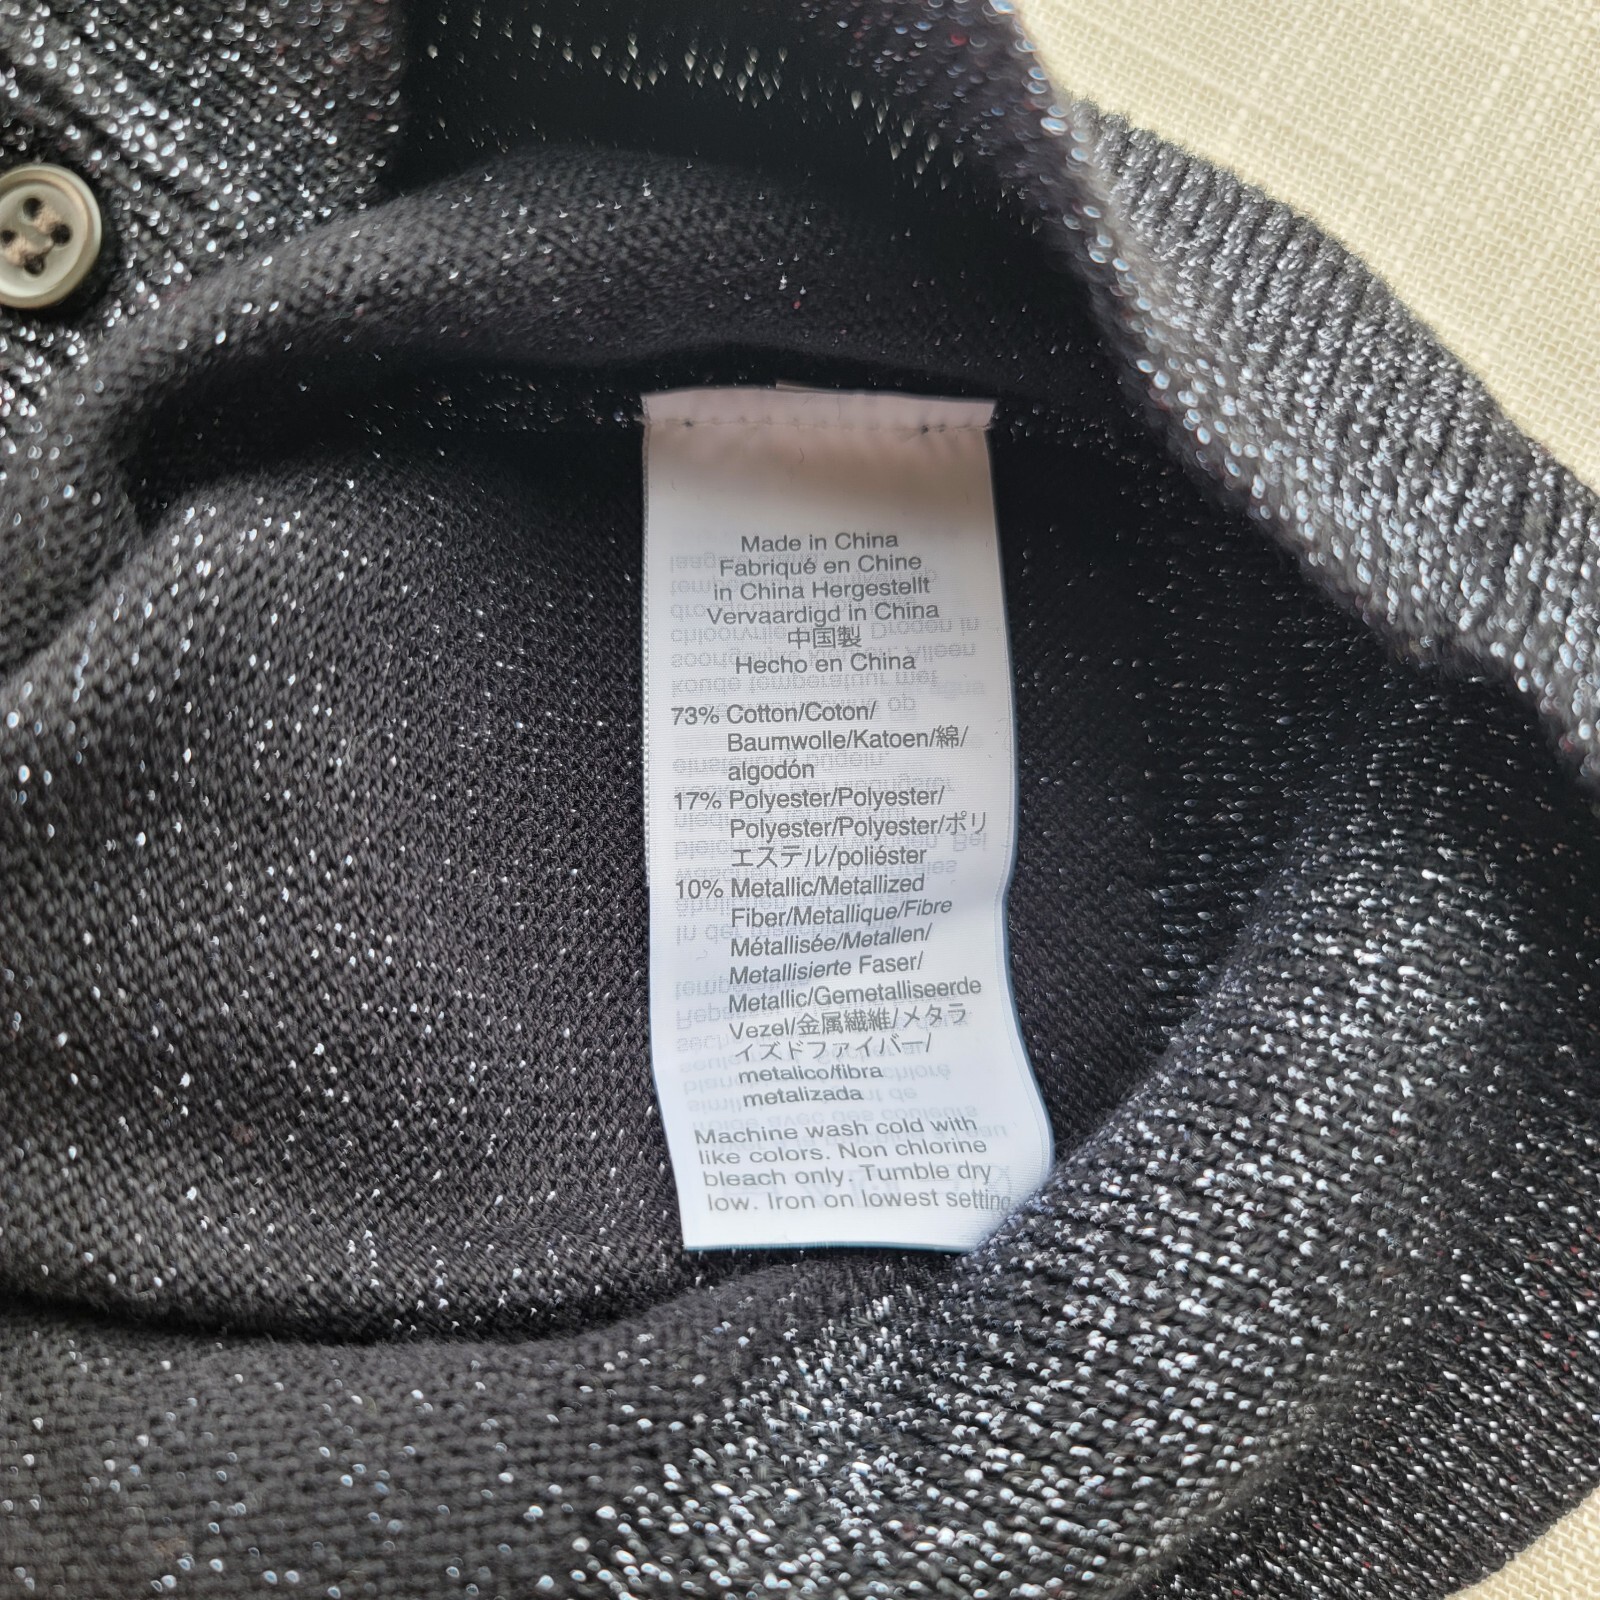 Made in China
Fabriqué en Chine
in China Hergestellt
Vervaardigd in China
中国製
Hecho en China
73% Cotton/Coton/
Baumwolle/Katoen/綿/
algodón
17% Polyester/Polyester/
Polyester/Polyester/ポリ
エステル/poliéster
10% Metallic/Metallized
Fiber/Metallique/Fibre
Métallisée/Metallen/
Metallisierte Faser/
Metallic/Gemetalliseerde
Vezel/金属繊維/メタラ
イズドファイバー/
metalico/fibra
metalizada
Machine wash cold with
like colors. Non chlorine
bleach only. Tumble dry
low. Iron on lowest setting